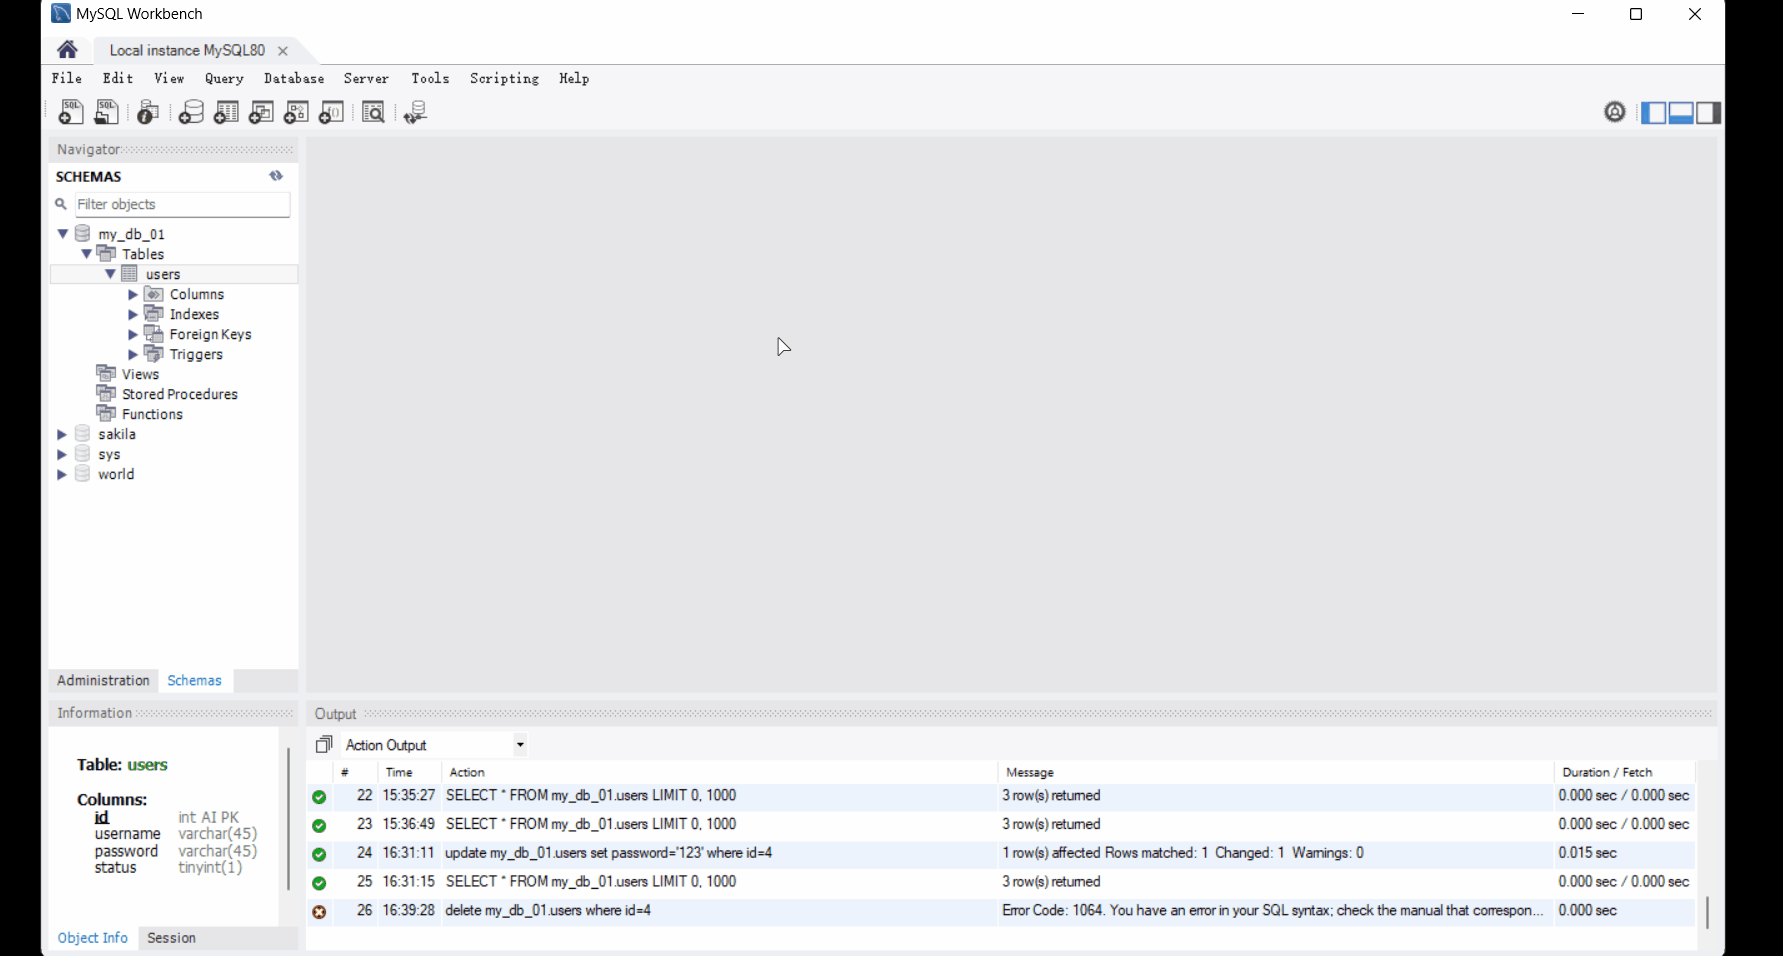 MySQL Workbench
Local instance MySQL80
File Edit View Query Database Server Tools Scripting Help
Navigator
SCHEMAS
Filter objects
my_db_01
Tables
users
Columns
Indexes
Foreign Keys
Triggers
Views
Stored Procedures
Functions
sakila
sys
world
Administration Schemas
Information
Table: users
Columns:
id int AI PK
username varchar(45)
password varchar(45)
status tinyint(1)
Object Info Session
Output
Action Output
# Time Action Message Duration / Fetch
22 15:35:27 SELECT * FROM my_db_01.users LIMIT 0, 1000 3 row(s) returned 0.000 sec / 0.000 sec
23 15:36:49 SELECT * FROM my_db_01.users LIMIT 0, 1000 3 row(s) returned 0.000 sec / 0.000 sec
24 16:31:11 update my_db_01.users set password='123' where id=4 1 row(s) affected Rows matched: 1 Changed: 1 Warnings: 0 0.015 sec
25 16:31:15 SELECT * FROM my_db_01.users LIMIT 0, 1000 3 row(s) returned 0.000 sec / 0.000 sec
26 16:39:28 delete my_db_01.users where id=4 Error Code: 1064. You have an error in your SQL syntax; check the manual that correspon... 0.000 sec